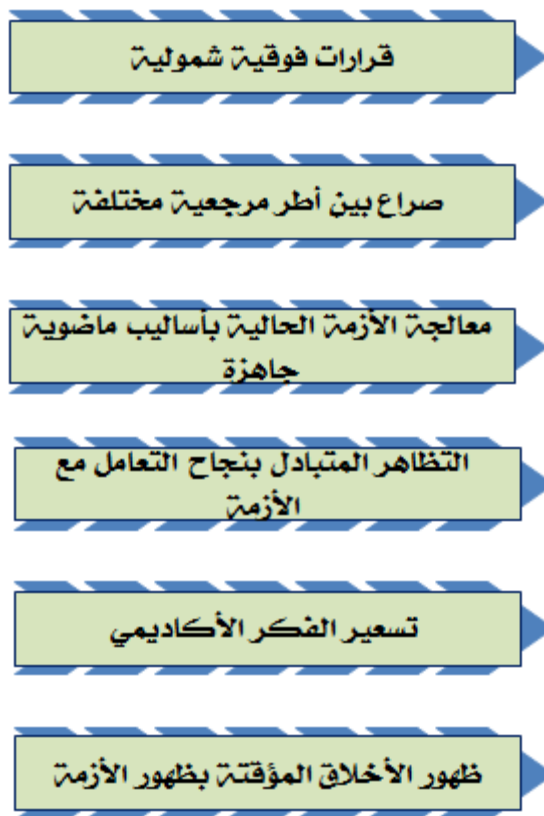 قرارات فوقية شمولية
صراع بين أطر مرجعية مختلفة
معالجة الأزمة الحالية بأساليب ماضوية
جاهزة
التظاهر المتبادل بنجاح التعامل مع
الأزمة
تسعير الفكر الأكاديمي
ظهور الأخلاق المؤقتة بظهور الأزمة